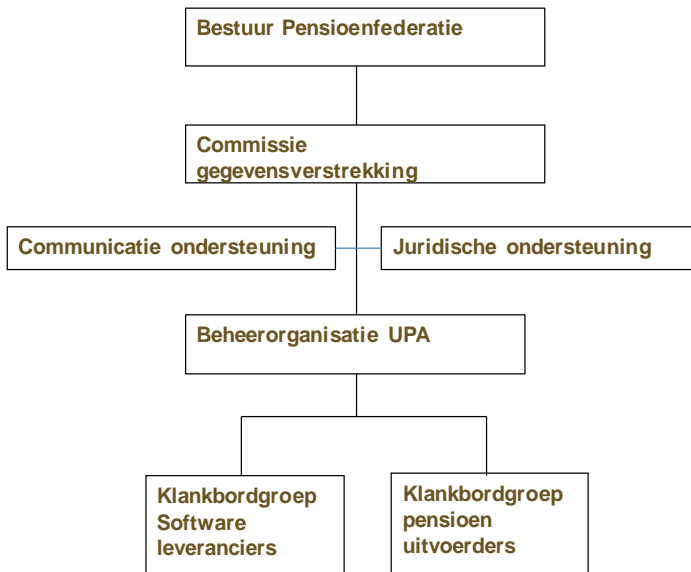 Bestuur Pensioenfederatie
Commissie
gegevensverstrekking
Communicatie ondersteuning
Juridische ondersteuning
Beheerorganisatie UPA
Klankbordgroep
Software
leveranciers
Klankbordgroep
pensioen
uitvoerders